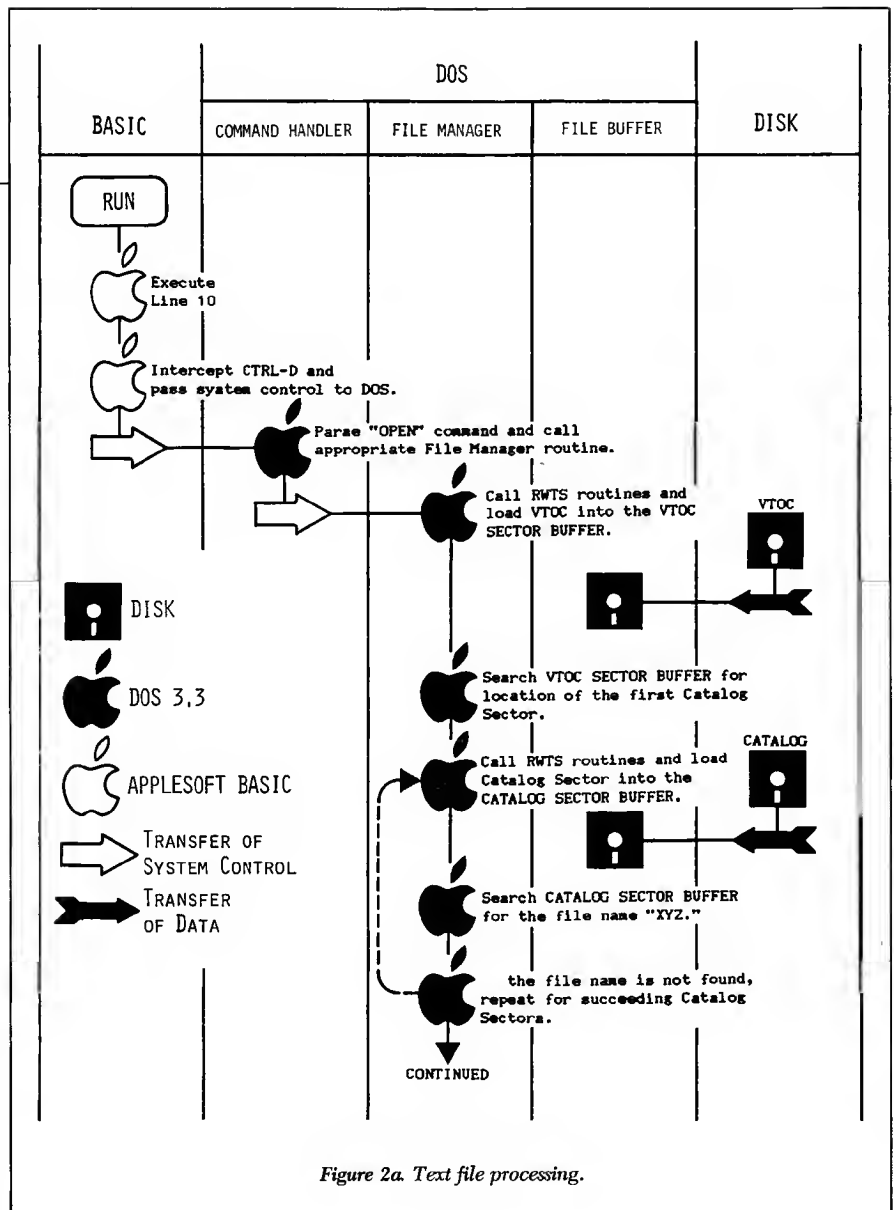 DOS
BASIC
COMMAND HANDLER
FILE MANAGER
FILE BUFFER
DISK
RUN
Execute
Line 10
Intercept CTRL-D and
pass system control to DOS.
Parse "OPEN" command and call
appropriate File Manager routine.
Call RWTS routines and
load VTOC into the VTOC
SECTOR BUFFER.
VTOC
Search VTOC SECTOR BUFFER for
location of the first Catalog
Sector.
Call RWTS routines and load
Catalog Sector into the
CATALOG SECTOR BUFFER.
CATALOG
Search CATALOG SECTOR BUFFER
for the file name "XYZ."
the file name is not found,
repeat for succeeding Catalog
Sectors.
CONTINUED
DISK
DOS 3.3
APPLESOFT BASIC
TRANSFER OF
SYSTEM CONTROL
TRANSFER
OF DATA
Figure 2a. Text file processing.